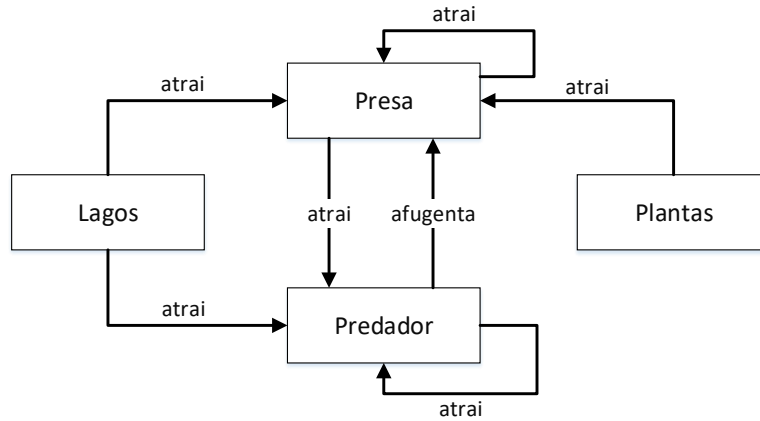 atrai
Presa
atrai
atrai
Lagos
atrai
afugenta
Plantas
atrai
Predador
atrai